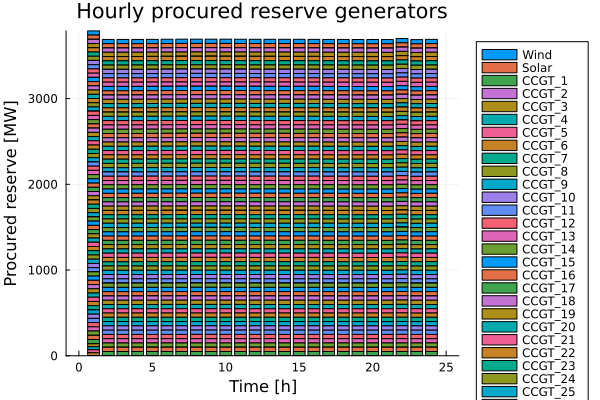 Hourly procured reserve generators
Procured reserve [MW]
3000
2000
1000
0
0 5 10 15 20 25
Time [h]
Wind
Solar
CCGT_1
CCGT_2
CCGT_3
CCGT_4
CCGT_5
CCGT_6
CCGT_7
CCGT_8
CCGT_9
CCGT_10
CCGT_11
CCGT_12
CCGT_13
CCGT_14
CCGT_15
CCGT_16
CCGT_17
CCGT_18
CCGT_19
CCGT_20
CCGT_21
CCGT_22
CCGT_23
CCGT_24
CCGT_25